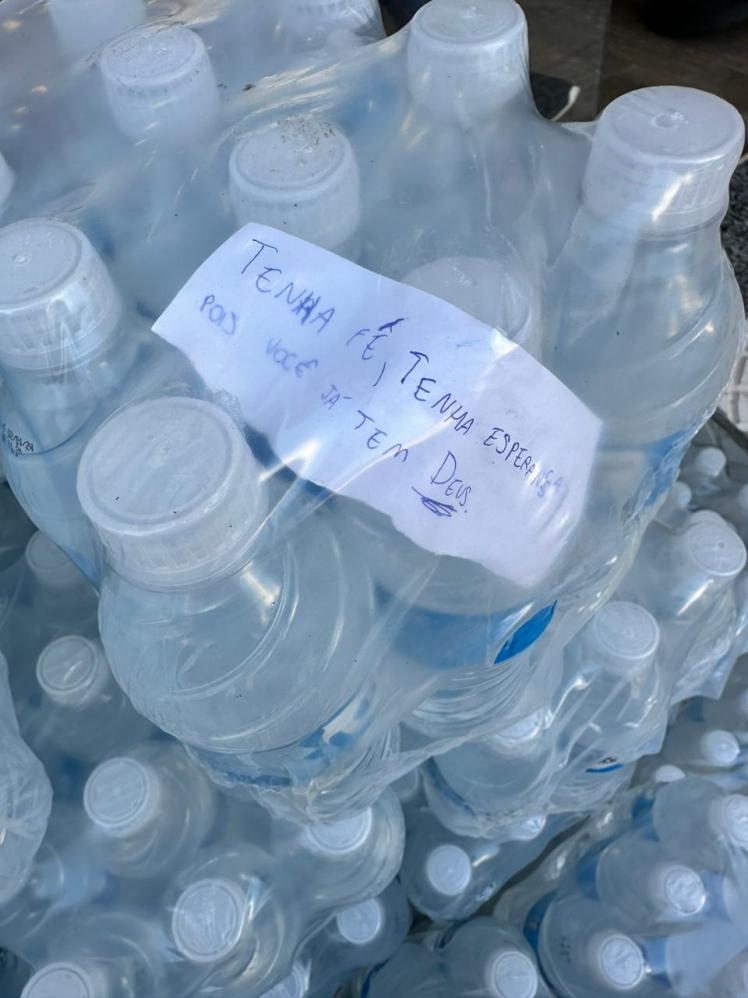 TENHA FÉ, TENHA ESPERANÇA
POIS VOCÊ JÁ TEM DEUS.